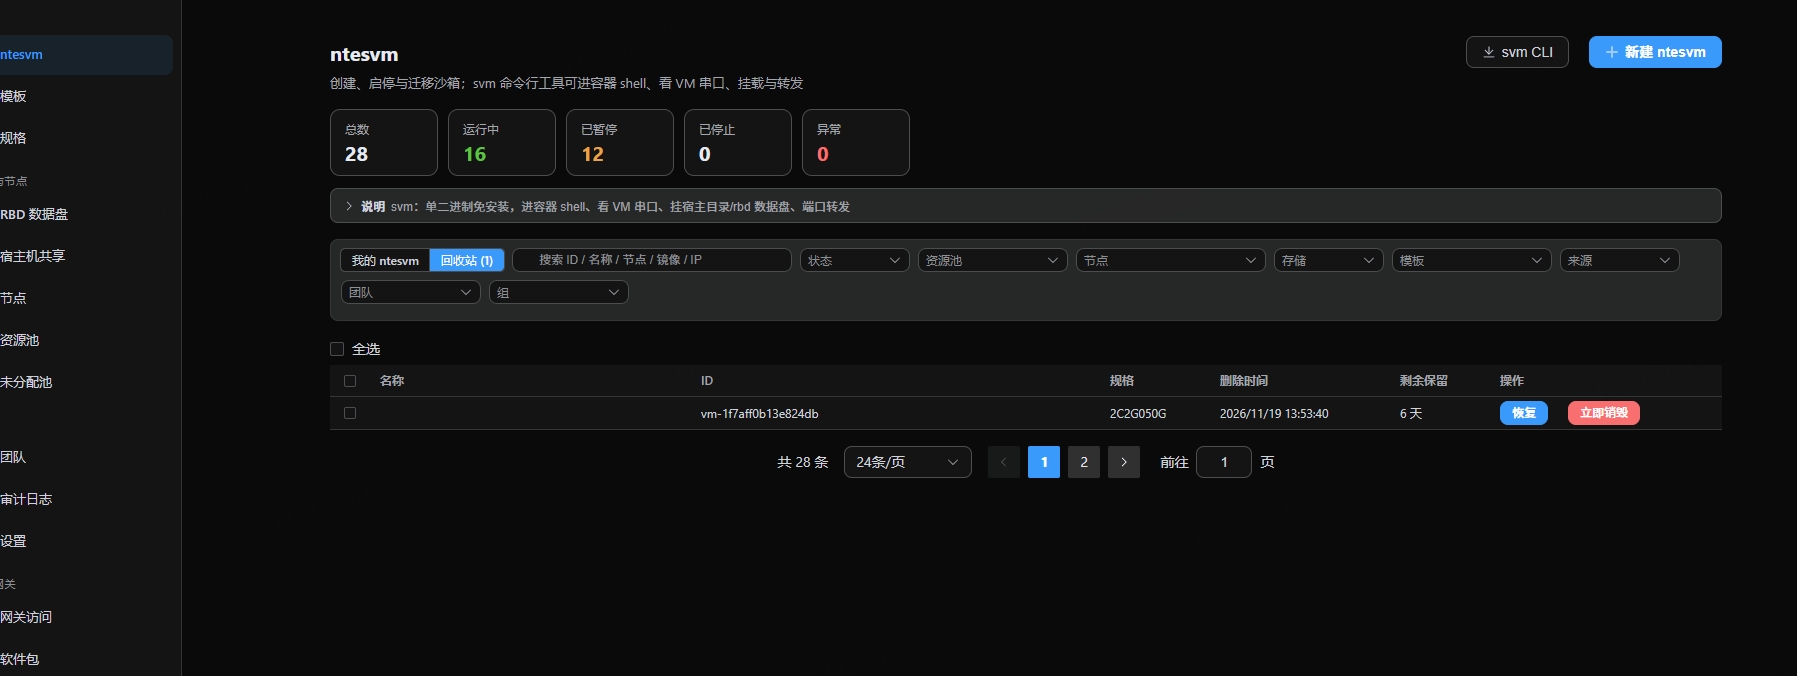 ntesvm
模板
规格
与节点
RBD 数据盘
宿主机共享
节点
资源池
未分配池
团队
审计日志
设置
网关
网关访问
软件包
ntesvm
svm CLI
新建 ntesvm
创建、启停与迁移沙箱；svm 命令行工具可进容器 shell、看 VM 串口、挂载与转发
总数
28
运行中
16
已暂停
12
已停止
0
异常
0
说明 svm：单二进制免安装，进容器 shell、看 VM 串口、挂宿主目录/rbd 数据盘、端口转发
我的 ntesvm 回收站 (1) 搜索 ID / 名称 / 节点 / 镜像 / IP 状态 资源池 节点 存储 模板 来源
团队 组
全选
名称 ID 规格 删除时间 剩余保留 操作
vm-1f7aff0b13e824db 2C2G050G 2026/11/19 13:53:40 6 天 恢复 立即销毁
共 28 条 24条/页 1 2 前往 1 页